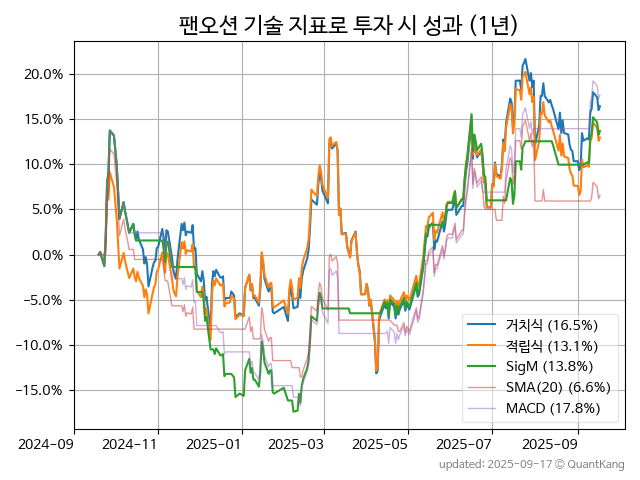 팬오션 기술 지표로 투자 시 성과 (1년)
20.0%
15.0%
10.0%
5.0%
0.0%
−5.0%
−10.0%
−15.0%
거치식 (16.5%)
적립식 (13.1%)
SigM (13.8%)
SMA(20) (6.6%)
MACD (17.8%)
2024-09 2024-11 2025-01 2025-03 2025-05 2025-07 2025-09
updated: 2025-09-17 ⓒ QuantKang